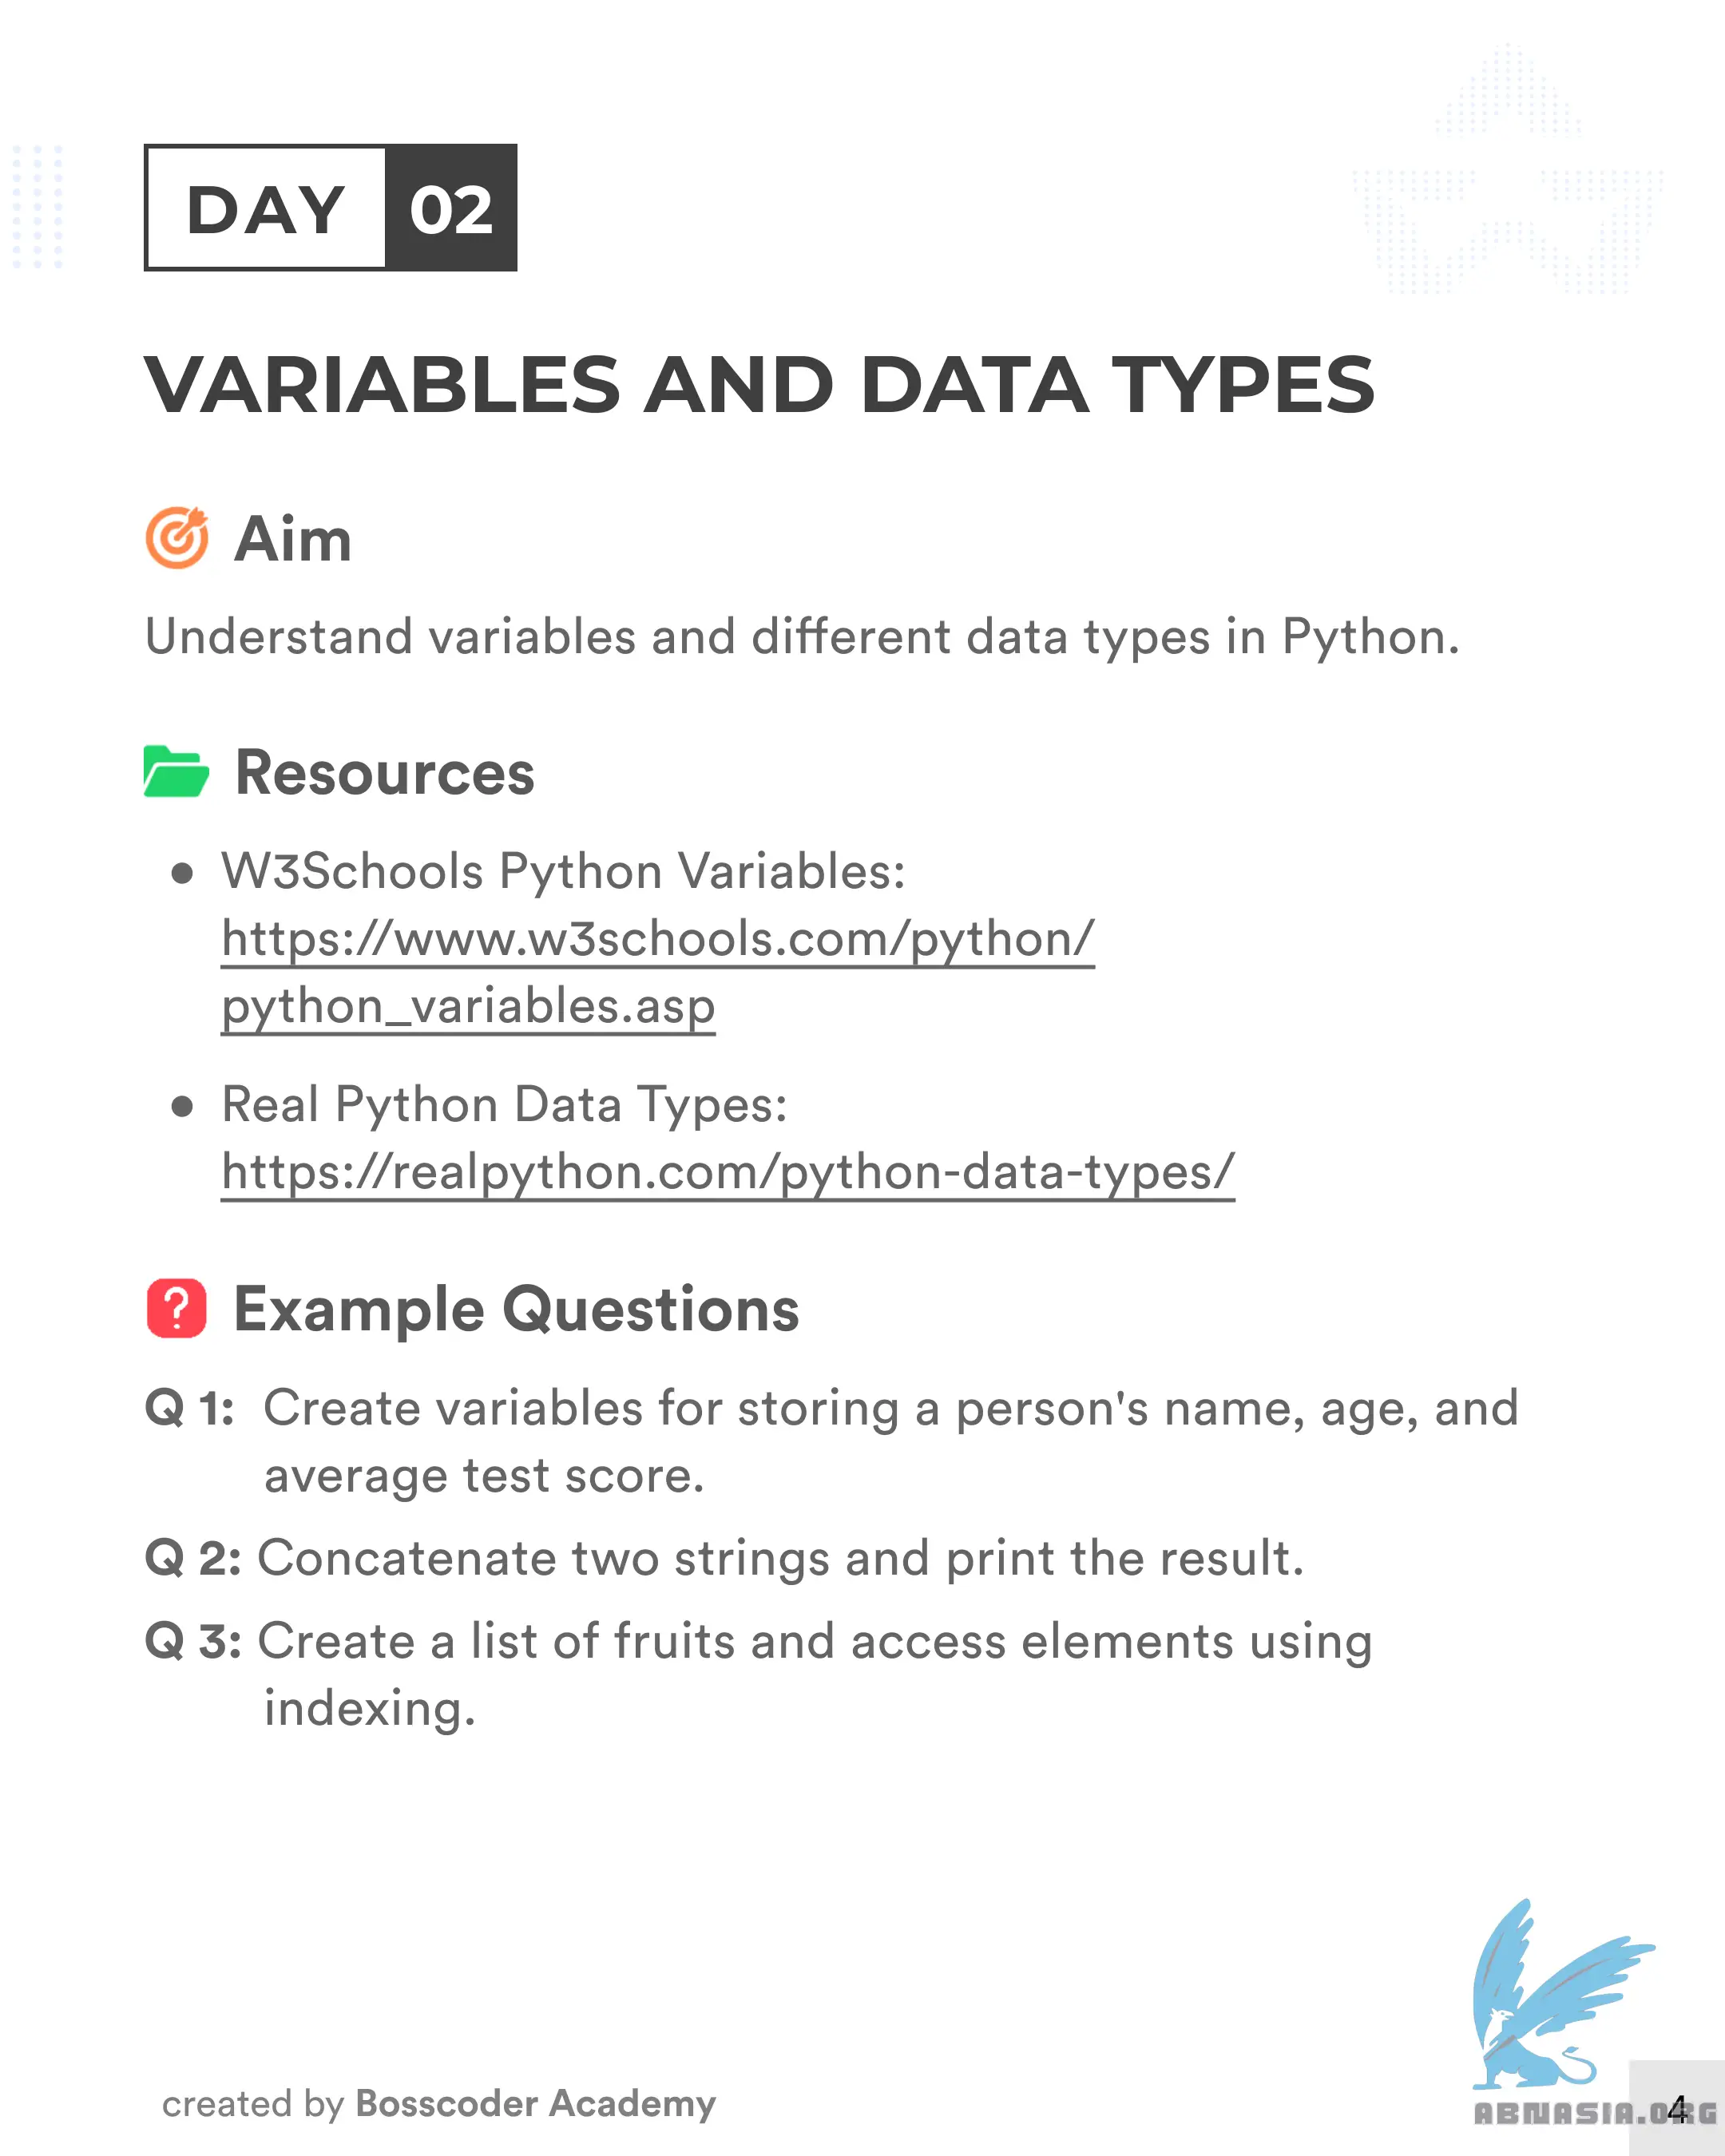 DAY 02
VARIABLES AND DATA TYPES
Aim
Understand variables and different data types in Python.
Resources
● W3Schools Python Variables:
https://www.w3schools.com/python/
python_variables.asp
● Real Python Data Types:
https://realpython.com/python-data-types/
? Example Questions
Q 1: Create variables for storing a person's name, age, and
average test score.
Q 2: Concatenate two strings and print the result.
Q 3: Create a list of fruits and access elements using
indexing.
created by Bosscoder Academy
ABNASIA.ORG
4